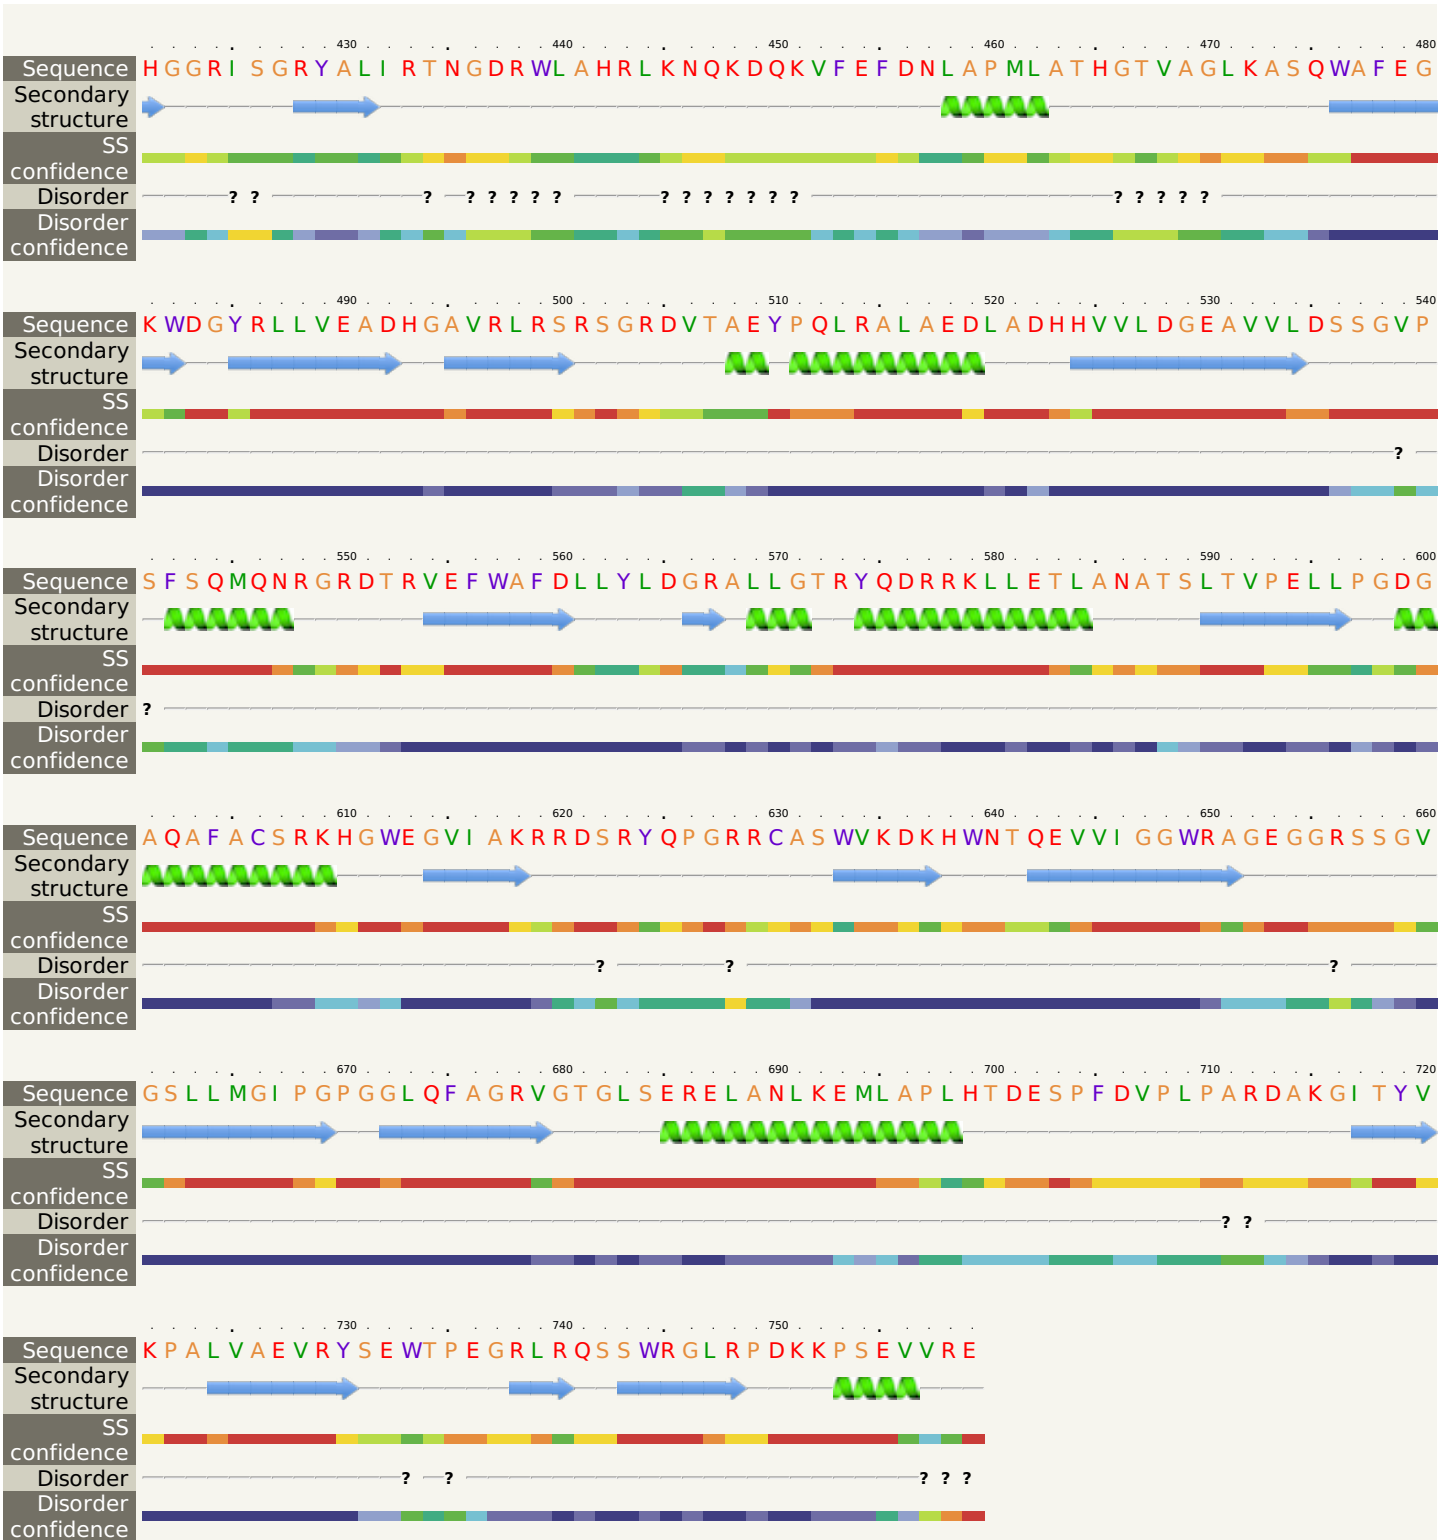 430 440 450 460 470 480
Sequence HGGRISGRYALIRTNGDRWLAHRLKNQKDQKVFEFDNLAPMLATHGTVAGLKASQWAFEG
Secondary
structure
SS
confidence
Disorder ? ? ? ? ? ? ? ? ? ? ? ? ? ? ? ? ? ? ? ?
Disorder
confidence
490 500 510 520 530 540
Sequence KWDGYRLLVEADHGAVRLRSRSGRDVTAEYPQLRALAEDLADHHVVLDGEAVVLDSSGVP
Secondary
structure
SS
confidence
Disorder ?
Disorder
confidence
550 560 570 580 590 600
Sequence SFSQMQNRGRDTRVEFWAFDLLYLDGRALLGTRYQDRRKLLETLANATSLTVPELLPGDG
Secondary
structure
SS
confidence
Disorder ?
Disorder
confidence
610 620 630 640 650 660
Sequence AQAFACSRKHGWEGVIAKRRDSRYQPGRRCASWVKDKHWNTQEVVIGGWRAGEGGRSSGV
Secondary
structure
SS
confidence
Disorder ? ? ?
Disorder
confidence
670 680 690 700 710 720
Sequence GSLLMGIPGPGGLQFAGRVGTGLSERELANLKEMLAPLHTDESPFDVPLPARDAKGITYV
Secondary
structure
SS
confidence
Disorder ? ?
Disorder
confidence
730 740 750
Sequence KPALVAEVRYSEWTPEGRLRQSSWRGLRPDKKPSEVVRE
Secondary
structure
SS
confidence
Disorder ? ? ? ? ?
Disorder
confidence